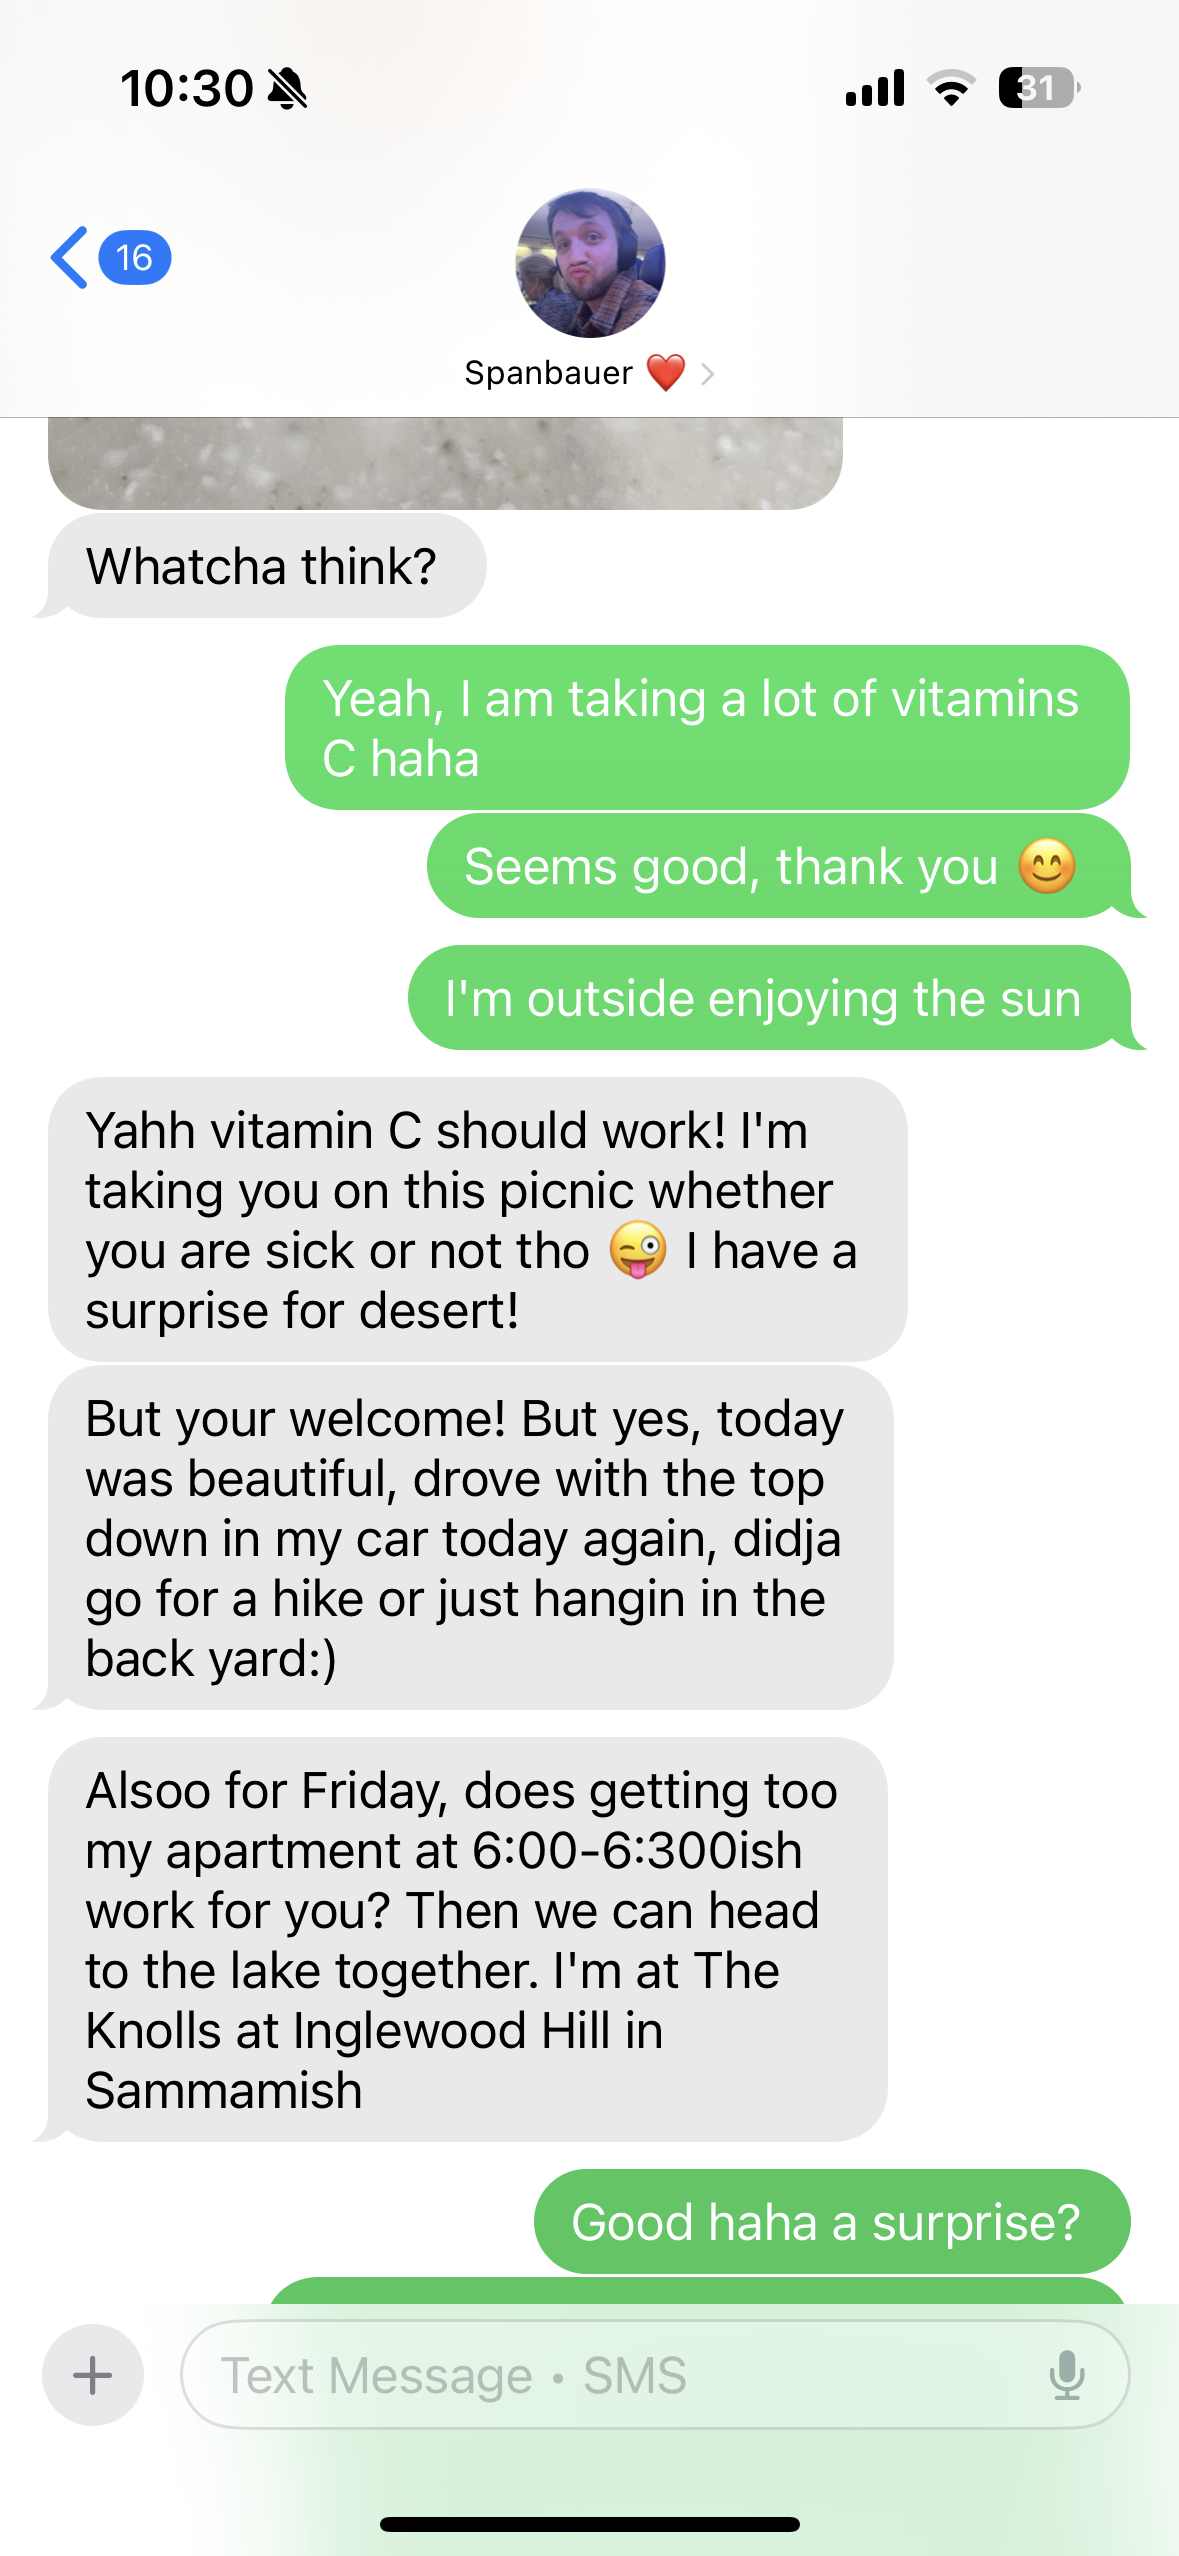 10:30
31
16
Spanbauer ❤️
Whatcha think?
Yeah, I am taking a lot of vitamins
C haha
Seems good, thank you 😊
I'm outside enjoying the sun
Yahh vitamin C should work! I'm
taking you on this picnic whether
you are sick or not tho 😜 I have a
surprise for desert!
But your welcome! But yes, today
was beautiful, drove with the top
down in my car today again, didja
go for a hike or just hangin in the
back yard:)
Alsoo for Friday, does getting too
my apartment at 6:00-6:300ish
work for you? Then we can head
to the lake together. I'm at The
Knolls at Inglewood Hill in
Sammamish
Good haha a surprise?
Text Message • SMS